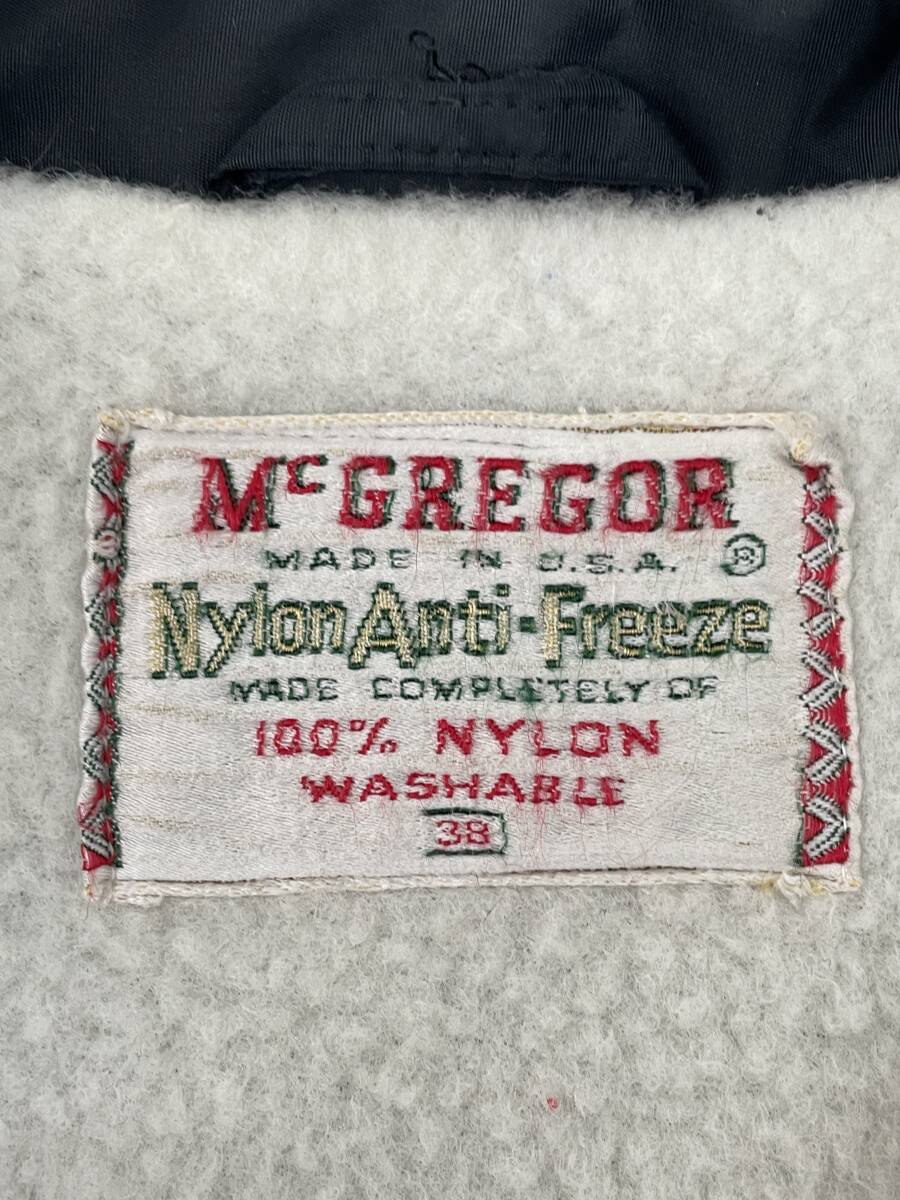 McGREGOR
MADE IN U.S.A. ®
Nylon Anti-Freeze
MADE COMPLETELY OF
100% NYLON
WASHABLE
38